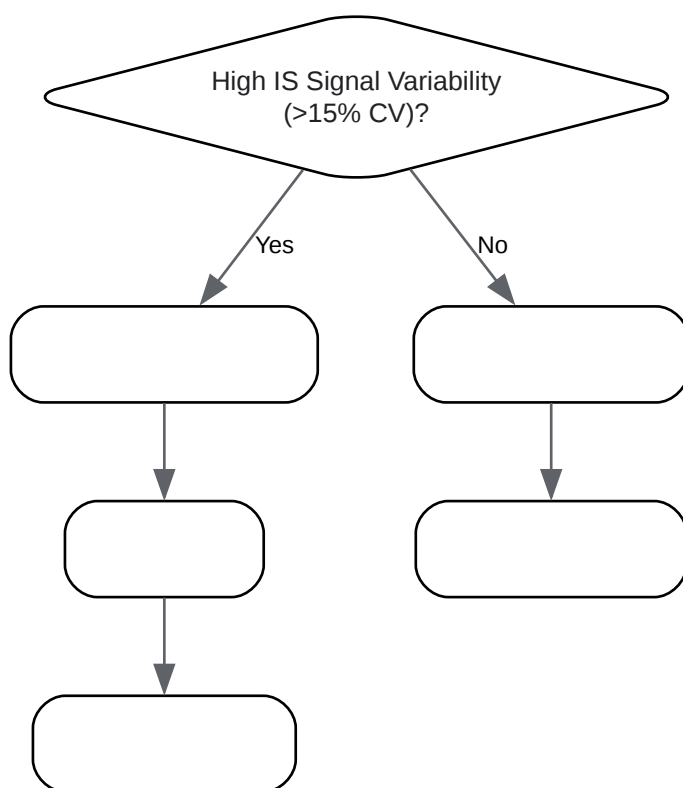 High IS Signal Variability
(>15% CV)?
Yes
No